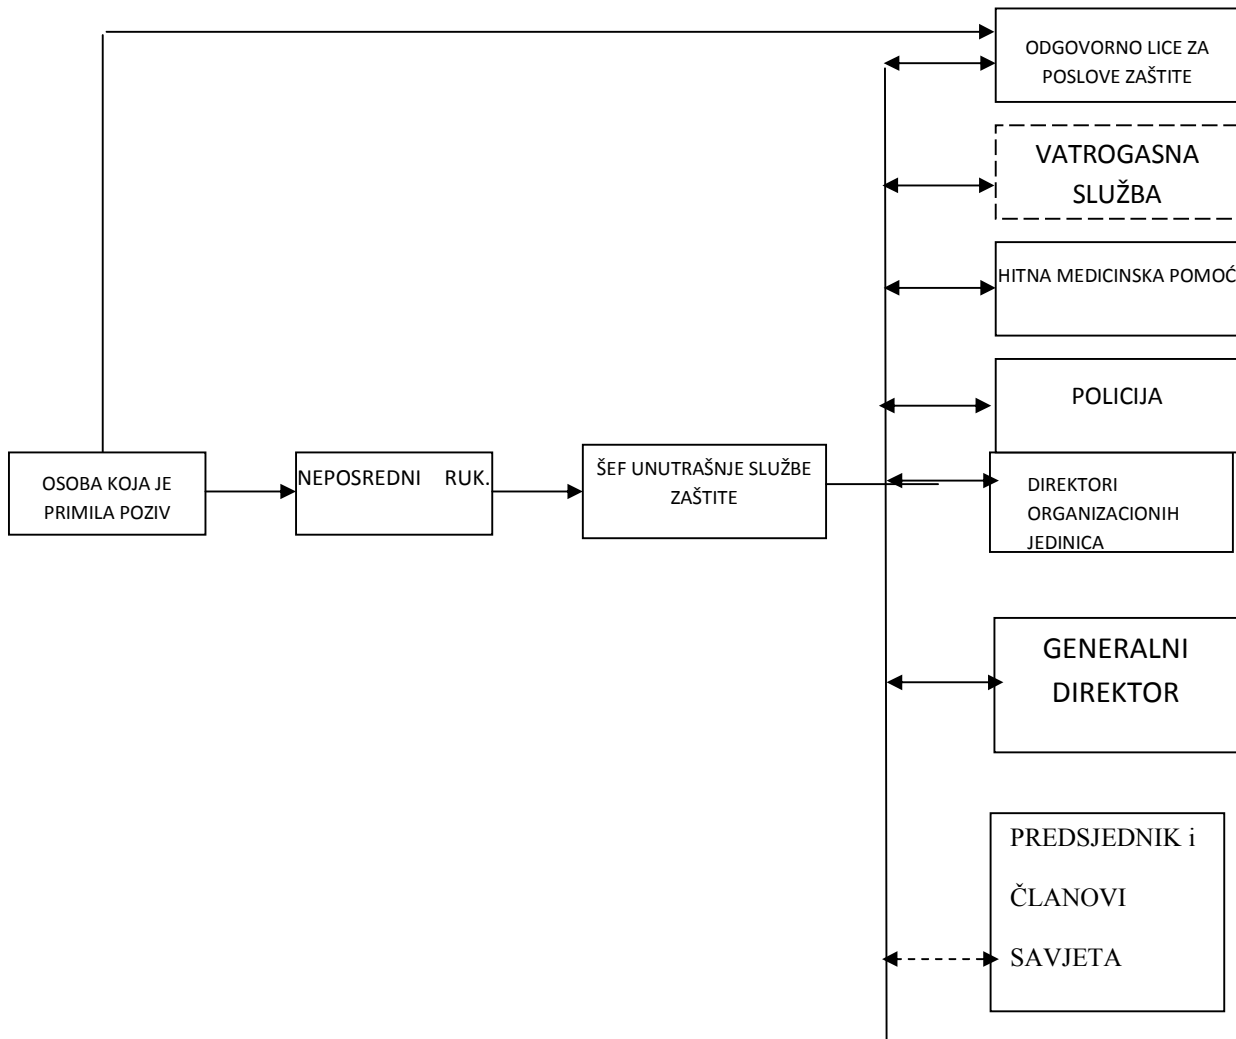 ODGOVORNO LICE ZA
POSLOVE ZAŠTITE
VATROGASNA
SLUŽBA
HITNA MEDICINSKA POMOĆ
POLICIJA
OSOBA KOJA JE
PRIMILA POZIV
NEPOSREDNI RUK.
ŠEF UNUTRAŠNJE SLUŽBE
ZAŠTITE
DIREKTORI
ORGANIZACIONIH
JEDINICA
GENERALNI
DIREKTOR
PREDSJEDNIK i
ČLANOVI
SAVJETA